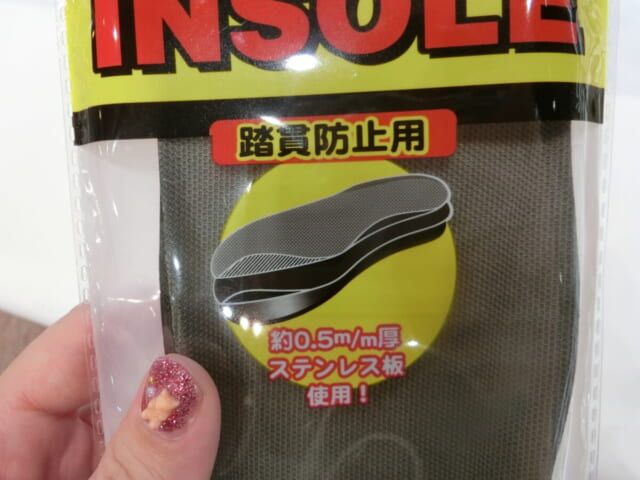 INSOLE
踏貫防止用
約0.5m/m厚
ステンレス板
使用！